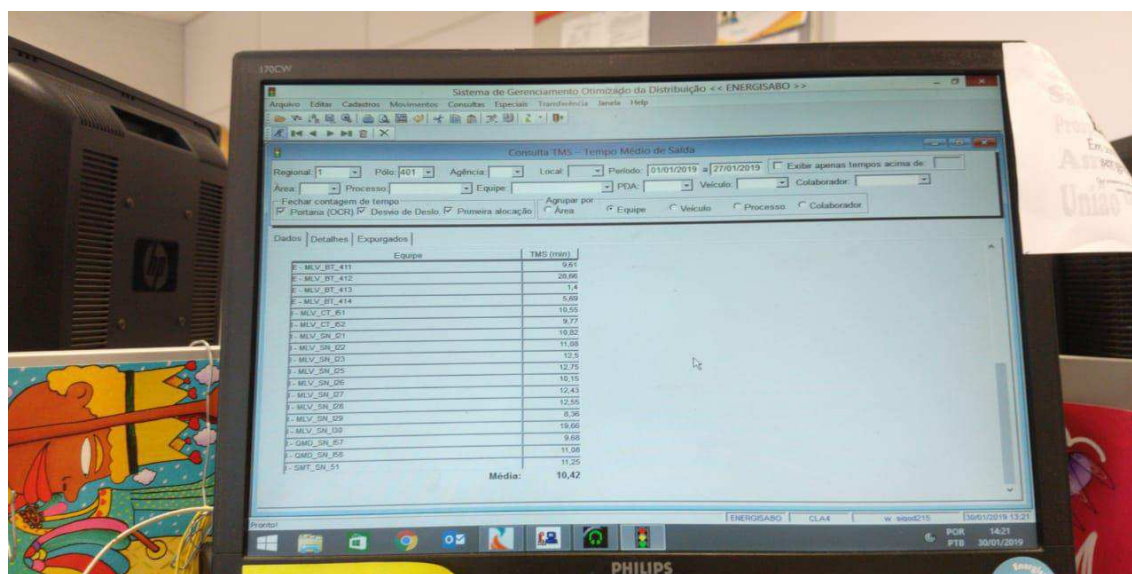 170CW
Sistema de Gerenciamento Otimizado da Distribuição << ENERGISABO >>
Arquivo Editar Cadastros Movimentos Consultas Especiais Transferência Janela Help
Consulta TMS - Tempo Médio de Saída
Regional: 1 Pólo: 401 Agência: Local: Período: 01/01/2019 a 27/01/2019 Exibir apenas tempos acima de:
Área: Processo: Equipe: PDA: Veículo: Colaborador:
Fechar contagem de tempo Agrupar por
Portaria (OCR) Desvio de Deslo. Primeira alocação Área Equipe Veículo Processo Colaborador
Dados Detalhes Expurgados
Equipe TMS (min)
E - MLV_BT_411 9,61
E - MLV_BT_412 28,66
E - MLV_BT_413 1,4
E - MLV_BT_414 5,69
I - MLV_CT_I51 10,55
I - MLV_CT_I52 9,77
I - MLV_SN_I21 10,82
I - MLV_SN_I22 11,08
I - MLV_SN_I23 12,5
I - MLV_SN_I25 12,75
I - MLV_SN_I26 10,15
I - MLV_SN_I27 12,43
I - MLV_SN_I28 12,55
I - MLV_SN_I29 8,36
I - MLV_SN_I30 19,66
I - QMD_SN_I57 9,68
I - QMD_SN_I58 11,08
I - SMT_SN_51 11,25
Média: 10,42
Pronto! ENERGISABO CLA4 30/01/2019 13:21
POR 14:21
PTB 30/01/2019
PHILIPS
hp
União